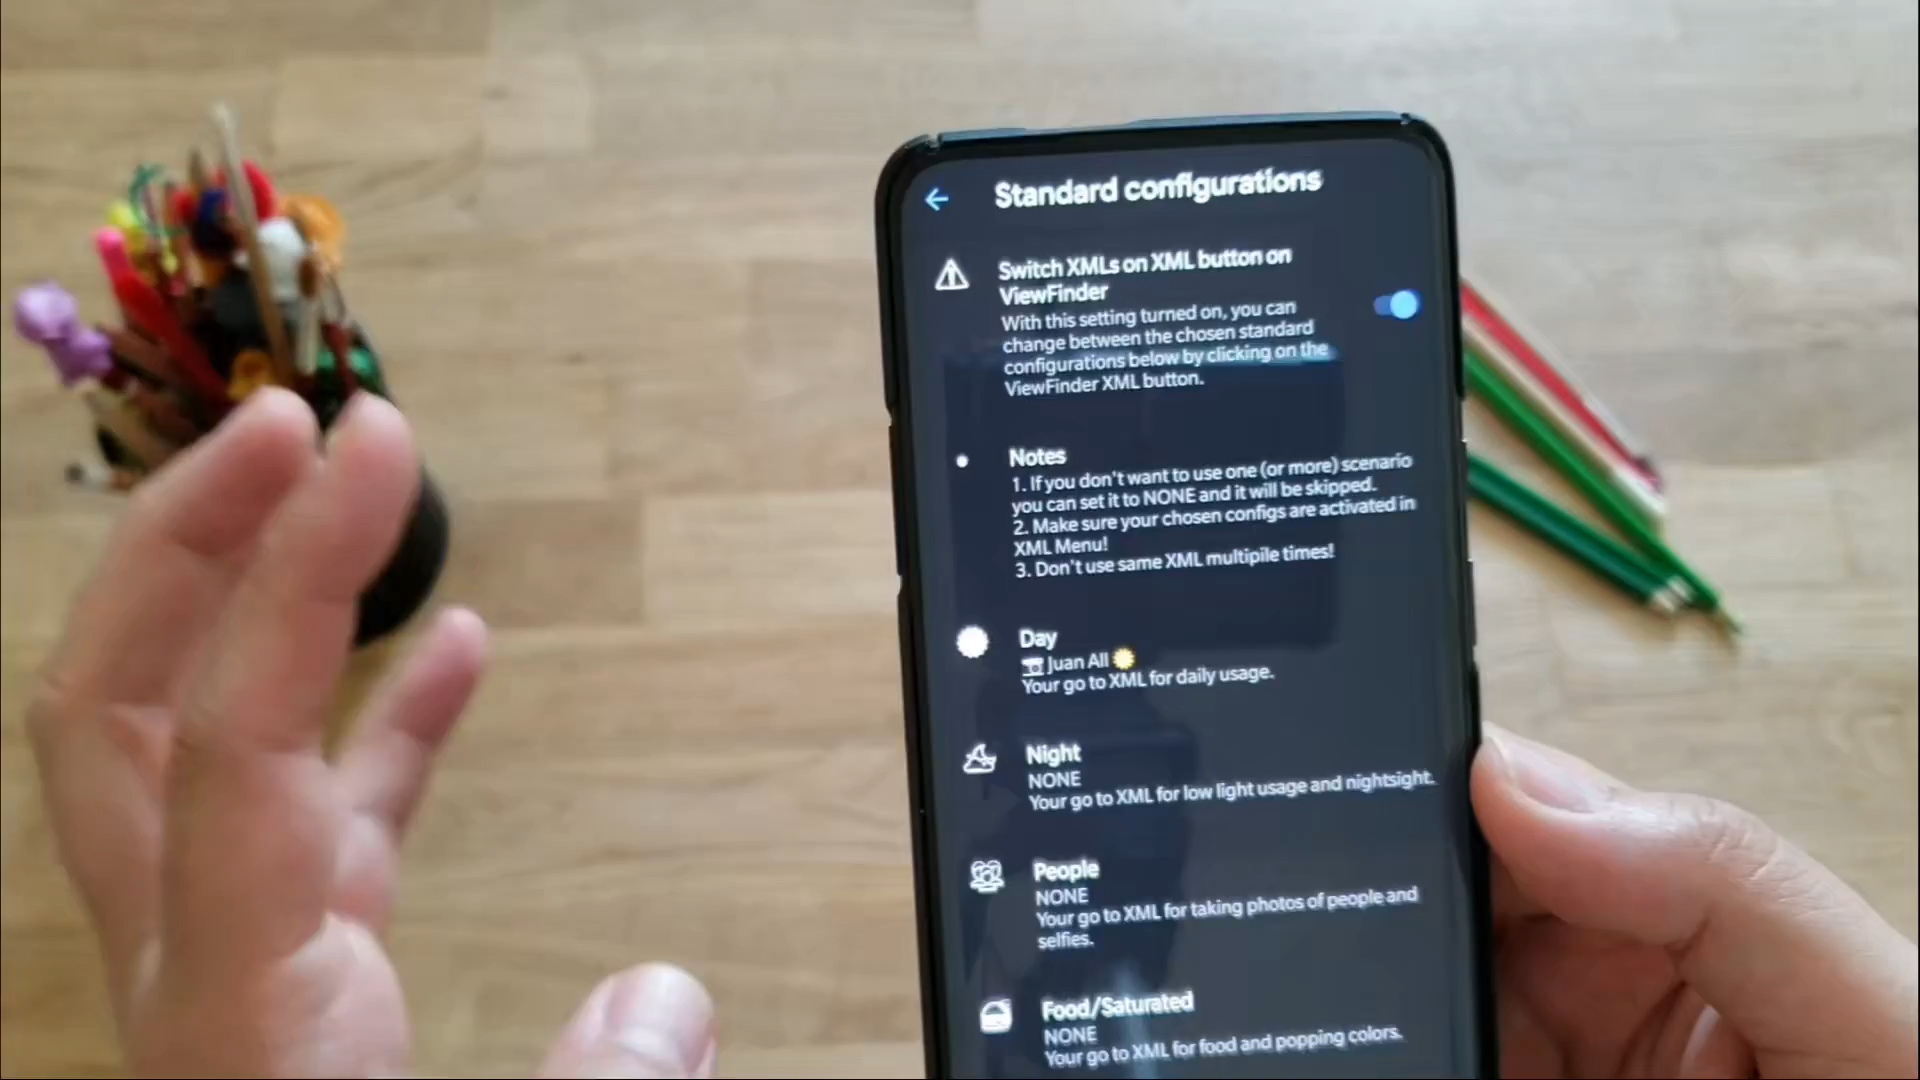 Standard configurations
Switch XMLs on XML button on
ViewFinder
With this setting turned on, you can
change between the chosen standard
configurations below by clicking on the
ViewFinder XML button.
Notes
1. If you don't want to use one (or more) scenario
you can set it to NONE and it will be skipped.
2. Make sure your chosen configs are activated in
XML Menu!
3. Don't use same XML multipile times!
Day
Juan All
Your go to XML for daily usage.
Night
NONE
Your go to XML for low light usage and nightsight.
People
NONE
Your go to XML for taking photos of people and
selfies.
Food/Saturated
NONE
Your go to XML for food and popping colors.